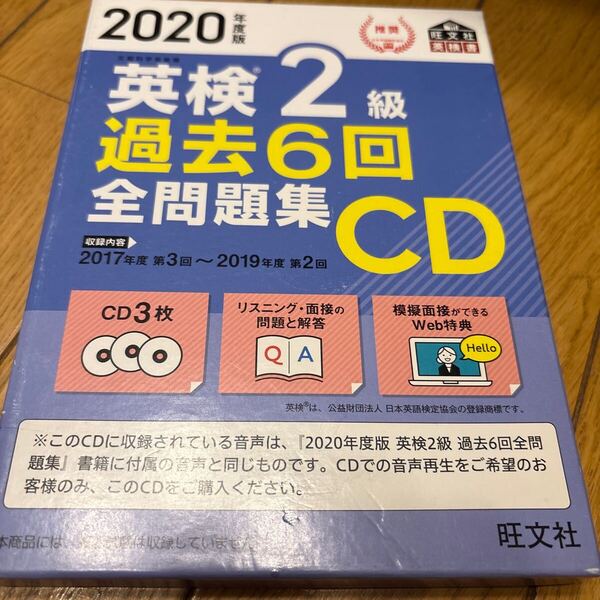 2020年度版
推奨
旺文社
英検書
英検®2級
過去6回
全問題集
CD
収録内容
2017年度 第3回〜2019年度 第2回
CD3枚
リスニング・面接の
問題と解答
Q A
模擬面接ができる
Web特典
Hello
英検®は、公益財団法人 日本英語検定協会の登録商標です。
※このCDに収録されている音声は、『2020年度版 英検2級 過去6回全問
題集』書籍に付属の音声と同じものです。CDでの音声再生をご希望のお
客様のみ、このCDをご購入ください。
本商品には、は収録していません
旺文社